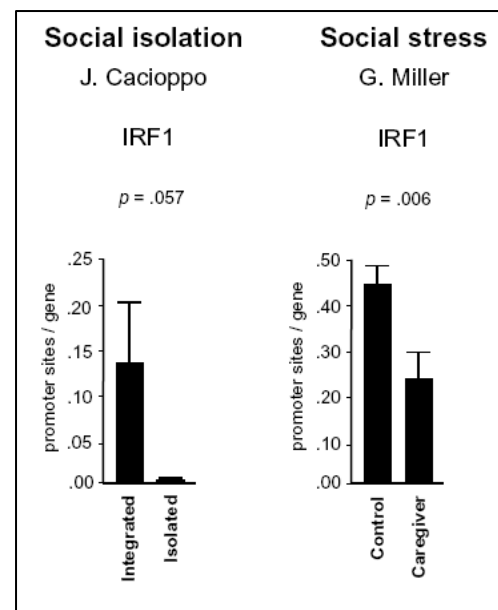 Social isolation
J. Cacioppo
IRF1
p = .057
promoter sites / gene
.25
.20
.15
.10
.05
.00
Integrated
Isolated
Social stress
G. Miller
IRF1
p = .006
promoter sites / gene
.50
.40
.30
.20
.10
.00
Control
Caregiver